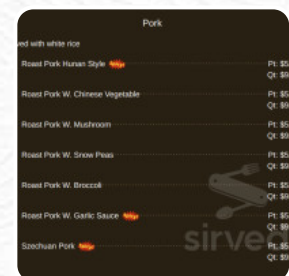 Pork
ved with white rice
Roast Pork Hunan Style Pt: $5
Qt: $9
Roast Pork W. Chinese Vegetable Pt: $5
Qt: $9
Roast Pork W. Mushroom Pt: $5
Qt: $9
Roast Pork W. Snow Peas Pt: $5
Qt: $9
Roast Pork W. Broccoli Pt: $5
Qt: $9
Roast Pork W. Garlic Sauce Pt: $5
Qt: $9
Szechuan Pork Pt: $5
Qt: $9
sirved